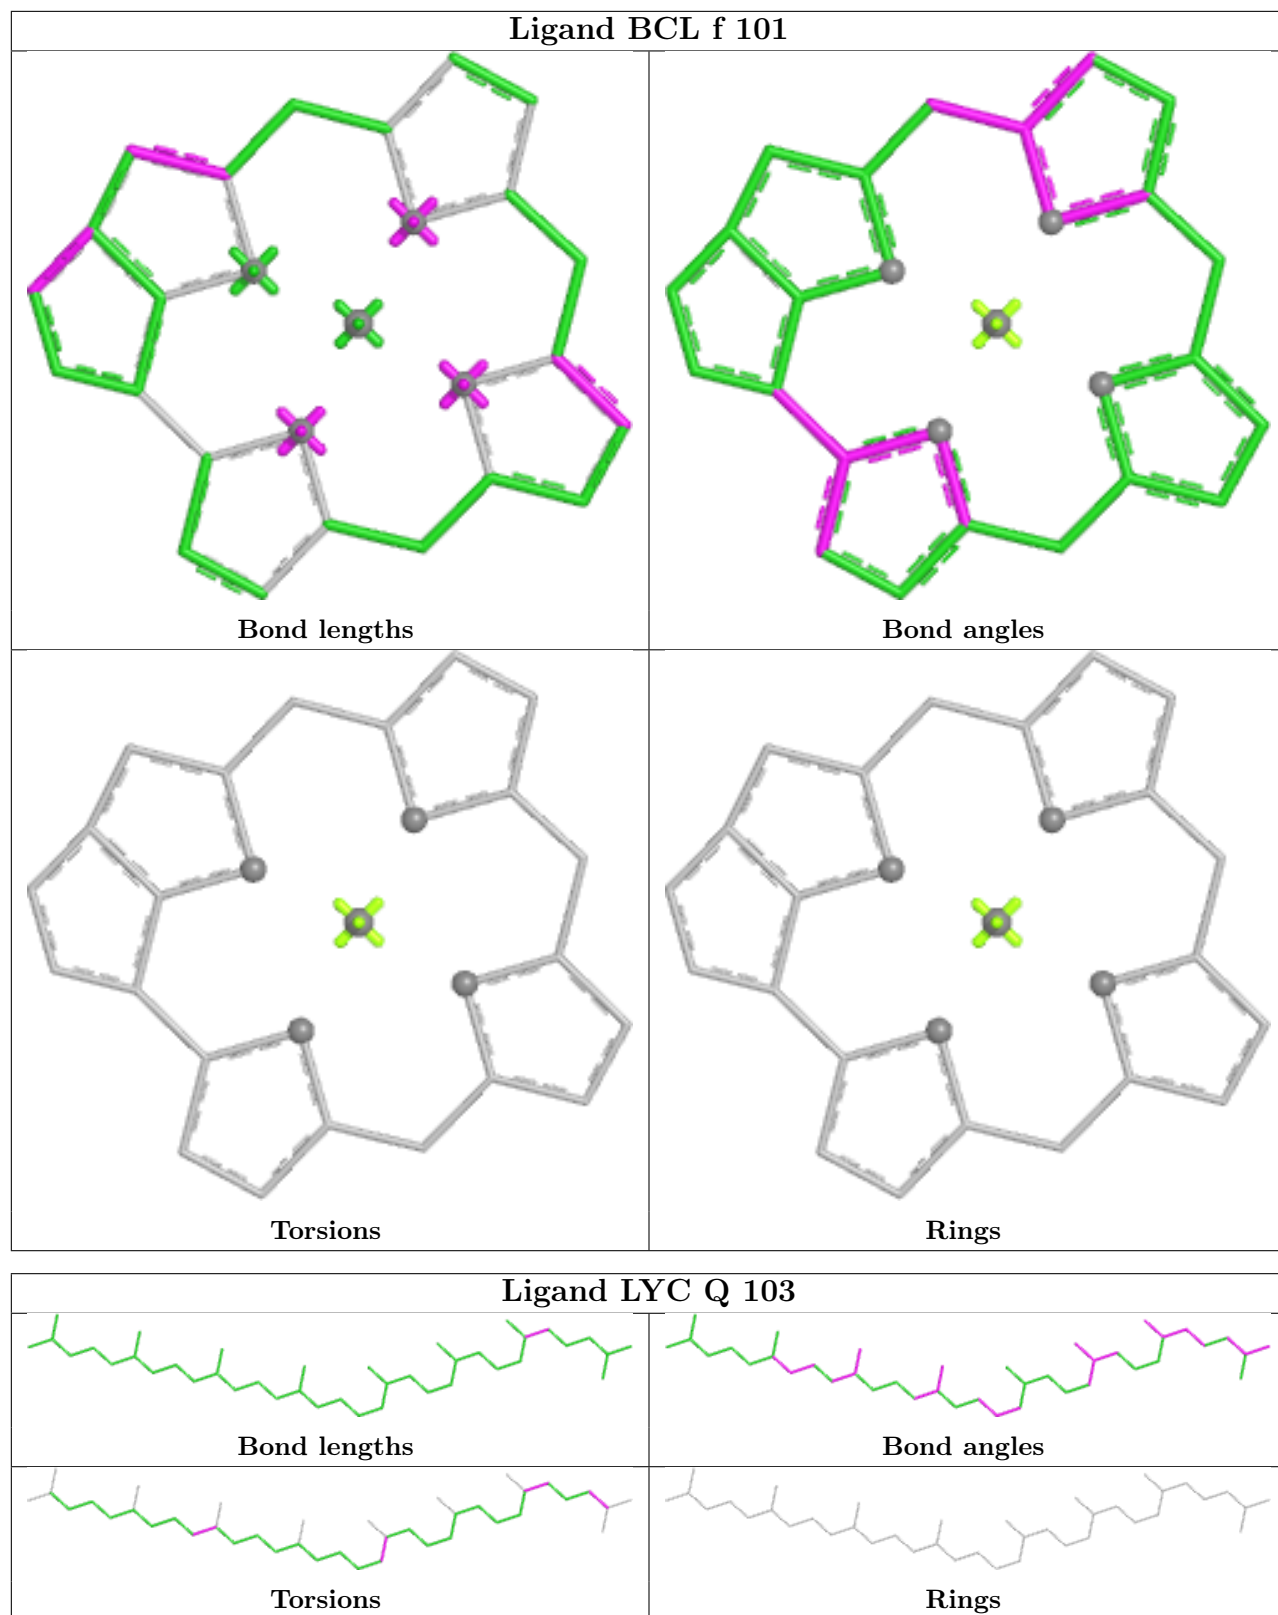 Ligand BCL f 101
Bond lengths
Bond angles
Torsions
Rings
Ligand LYC Q 103
Bond lengths
Bond angles
Torsions
Rings